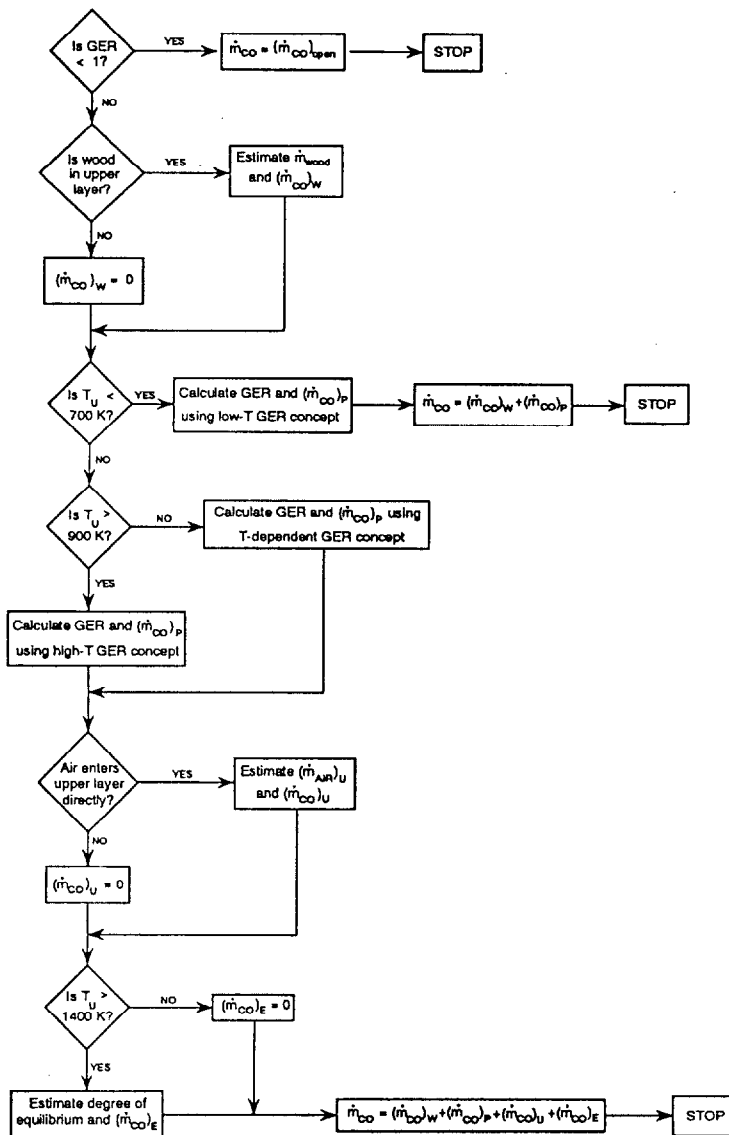 Is GER
< 1?
YES
ṁCO = (ṁCO)open
STOP
NO
Is wood
in upper
layer?
YES
Estimate ṁwood
and (ṁCO)W
NO
(ṁCO)W = 0
Is TU <
700 K?
YES
Calculate GER and (ṁCO)P
using low-T GER concept
ṁCO = (ṁCO)W + (ṁCO)P
STOP
NO
Is TU >
900 K?
NO
Calculate GER and (ṁCO)P using
T-dependent GER concept
YES
Calculate GER and (ṁCO)P
using high-T GER concept
Air enters
upper layer
directly?
YES
Estimate (ṁAIR)U
and (ṁCO)U
NO
(ṁCO)U = 0
Is TU >
1400 K?
NO
(ṁCO)E = 0
YES
Estimate degree of
equilibrium and (ṁCO)E
ṁCO = (ṁCO)W + (ṁCO)P + (ṁCO)U + (ṁCO)E
STOP